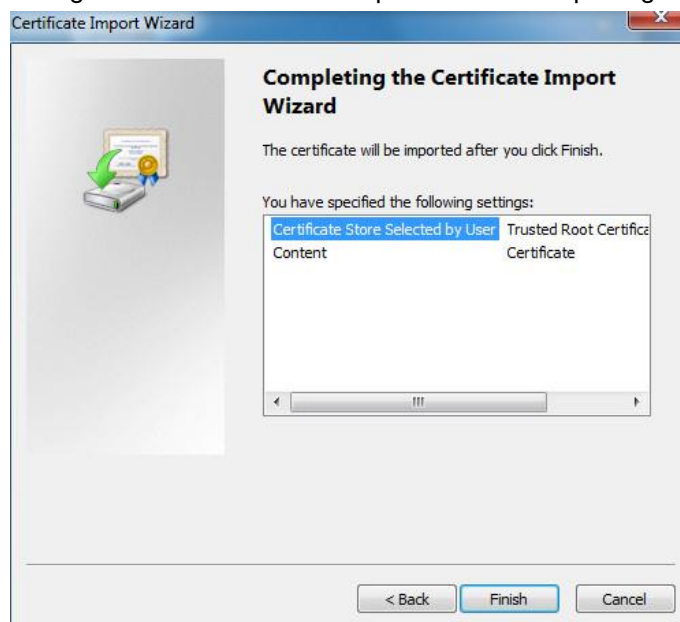 Certificate Import Wizard
Completing the Certificate Import
Wizard
The certificate will be imported after you click Finish.
You have specified the following settings:
Certificate Store Selected by User Trusted Root Certifica
Content Certificate
< Back Finish Cancel